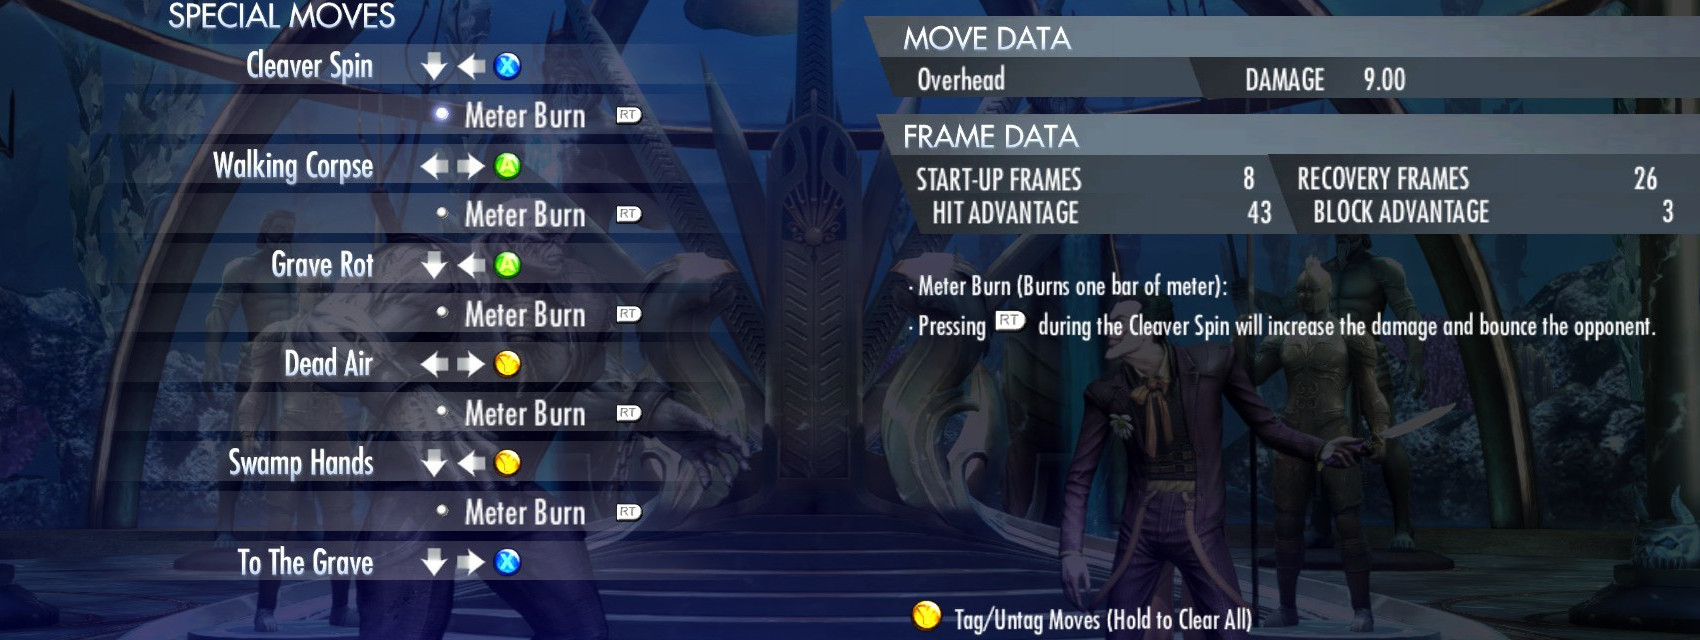 SPECIAL MOVES
Cleaver Spin X
Meter Burn RT
Walking Corpse A
Meter Burn RT
Grave Rot A
Meter Burn RT
Dead Air Y
Meter Burn RT
Swamp Hands Y
Meter Burn RT
To The Grave X
MOVE DATA
Overhead DAMAGE 9.00
FRAME DATA
START-UP FRAMES 8 RECOVERY FRAMES 26
HIT ADVANTAGE 43 BLOCK ADVANTAGE 3
· Meter Burn (Burns one bar of meter):
· Pressing RT during the Cleaver Spin will increase the damage and bounce the opponent.
Y Tag/Untag Moves (Hold to Clear All)